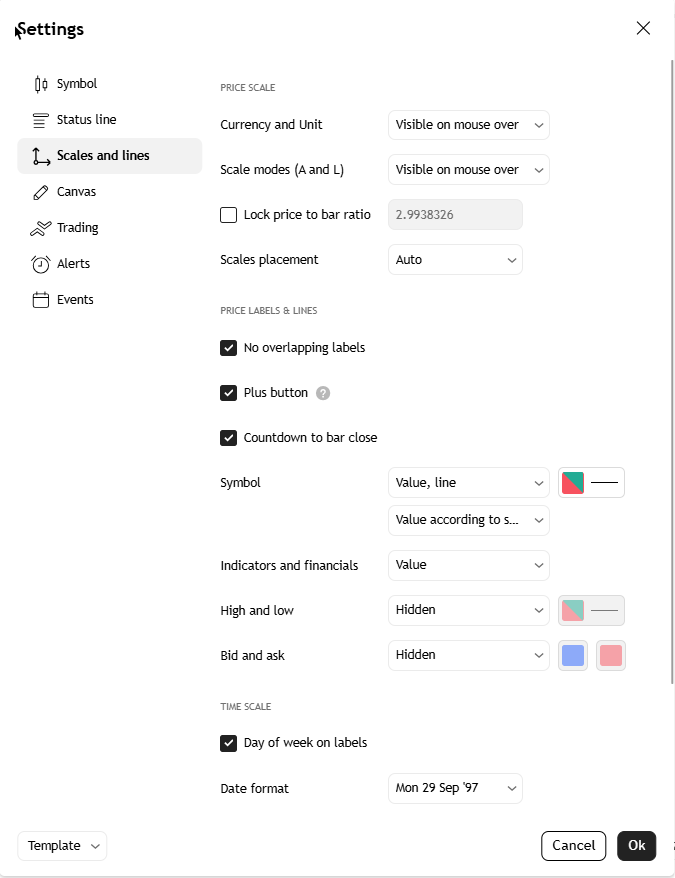 Settings
Symbol
Status line
Scales and lines
Canvas
Trading
Alerts
Events
PRICE SCALE
Currency and Unit Visible on mouse over
Scale modes (A and L) Visible on mouse over
Lock price to bar ratio 2.9938326
Scales placement Auto
PRICE LABELS & LINES
No overlapping labels
Plus button ?
Countdown to bar close
Symbol Value, line
Value according to s...
Indicators and financials Value
High and low Hidden
Bid and ask Hidden
TIME SCALE
Day of week on labels
Date format Mon 29 Sep '97
Template Cancel Ok